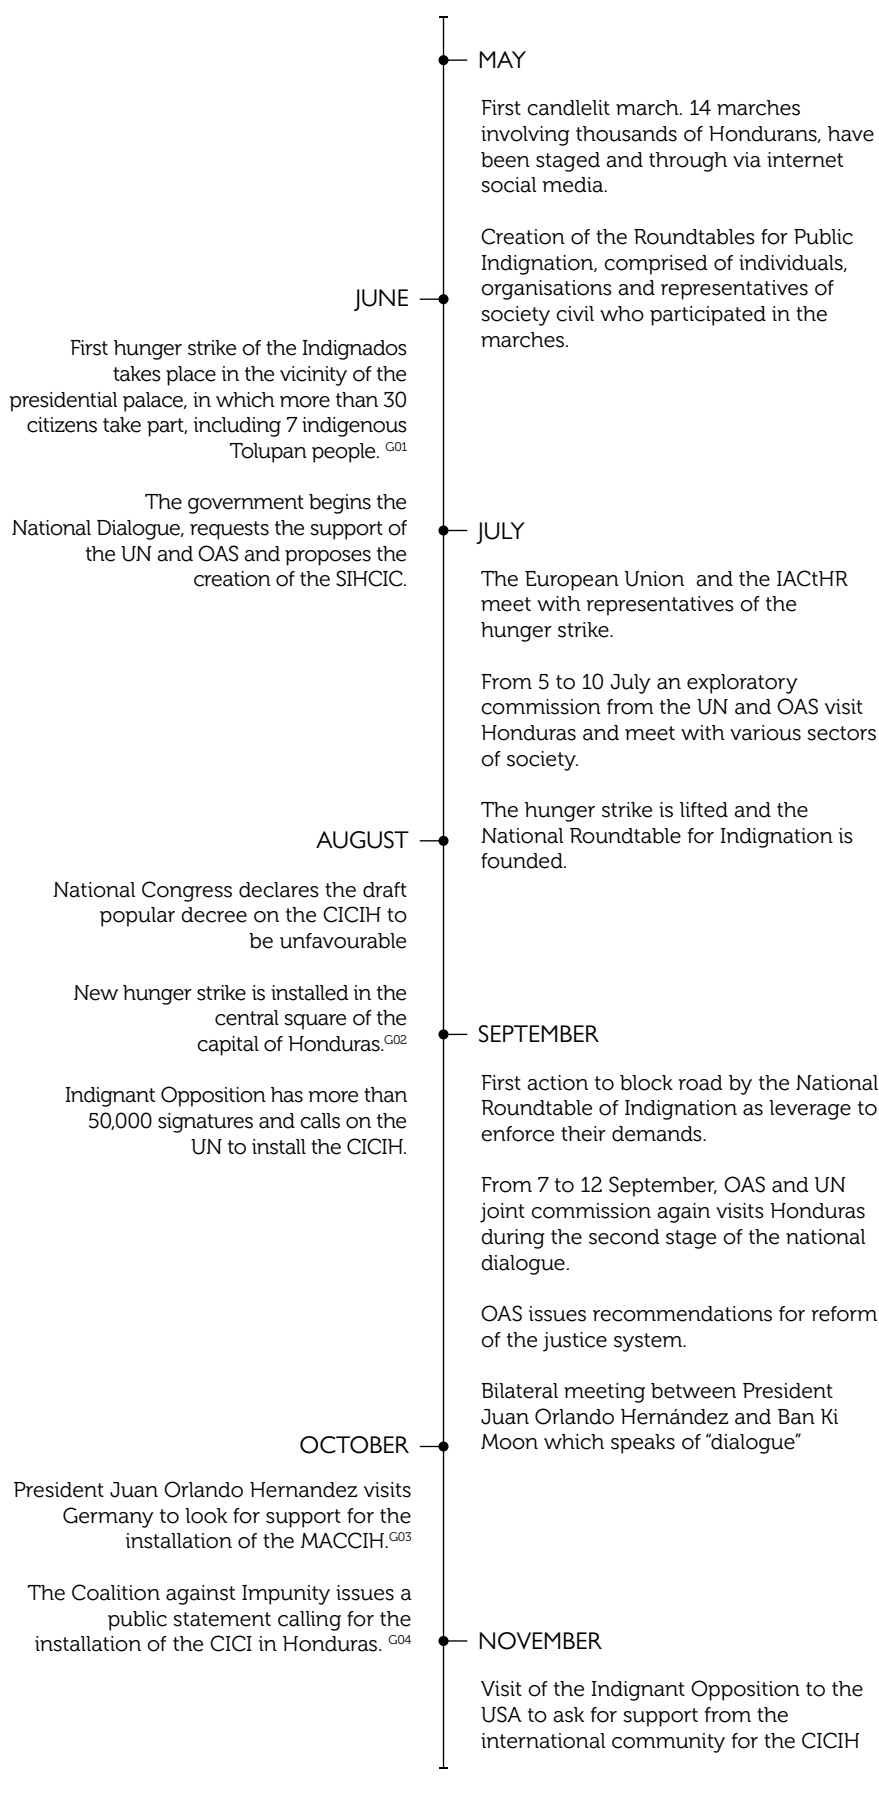 MAY
First candlelit march. 14 marches
involving thousands of Hondurans, have
been staged and through via internet
social media.
Creation of the Roundtables for Public
Indignation, comprised of individuals,
organisations and representatives of
society civil who participated in the
marches.
JUNE
First hunger strike of the Indignados
takes place in the vicinity of the
presidential palace, in which more than 30
citizens take part, including 7 indigenous
Tolupan people. G01
The government begins the
National Dialogue, requests the support of
the UN and OAS and proposes the
creation of the SIHCIC.
JULY
The European Union  and the IACtHR
meet with representatives of the
hunger strike.
From 5 to 10 July an exploratory
commission from the UN and OAS visit
Honduras and meet with various sectors
of society.
The hunger strike is lifted and the
National Roundtable for Indignation is
founded.
AUGUST
National Congress declares the draft
popular decree on the CICIH to
be unfavourable
New hunger strike is installed in the
central square of the
capital of Honduras.G02
Indignant Opposition has more than
50,000 signatures and calls on the
UN to install the CICIH.
SEPTEMBER
First action to block road by the National
Roundtable of Indignation as leverage to
enforce their demands.
From 7 to 12 September, OAS and UN
joint commission again visits Honduras
during the second stage of the national
dialogue.
OAS issues recommendations for reform
of the justice system.
Bilateral meeting between President
Juan Orlando Hernández and Ban Ki
Moon which speaks of “dialogue”
OCTOBER
President Juan Orlando Hernandez visits
Germany to look for support for the
installation of the MACCIH.G03
The Coalition against Impunity issues a
public statement calling for the
installation of the CICI in Honduras. G04
NOVEMBER
Visit of the Indignant Opposition to the
USA to ask for support from the
international community for the CICIH